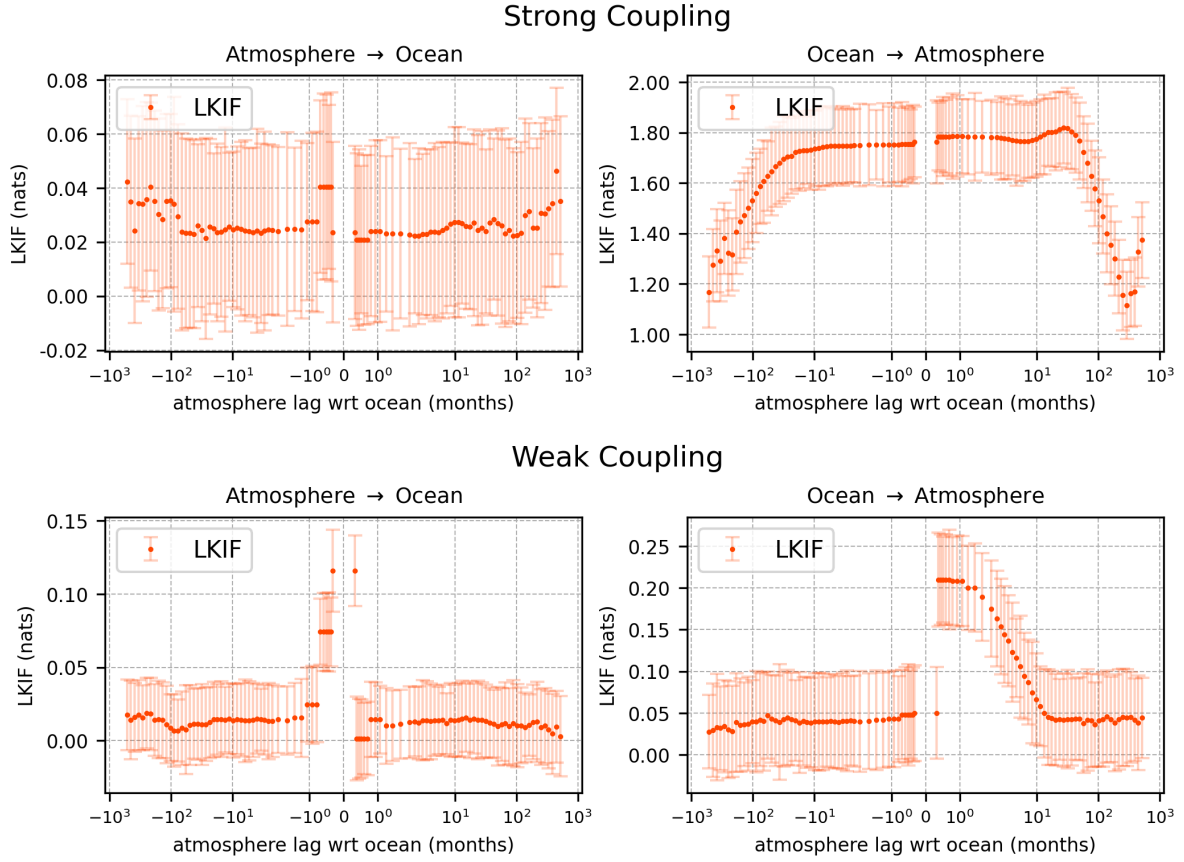 Strong Coupling
Atmosphere → Ocean
Ocean → Atmosphere
0.08
0.06
0.04
0.02
0.00
-0.02
LKIF (nats)
LKIF
−10³ −10² −10¹ −10⁰ 0 10⁰ 10¹ 10² 10³
atmosphere lag wrt ocean (months)
2.00
1.80
1.60
1.40
1.20
1.00
LKIF (nats)
LKIF
−10³ −10² −10¹ −10⁰ 0 10⁰ 10¹ 10² 10³
atmosphere lag wrt ocean (months)
Weak Coupling
Atmosphere → Ocean
Ocean → Atmosphere
0.15
0.10
0.05
0.00
LKIF (nats)
LKIF
−10³ −10² −10¹ −10⁰ 0 10⁰ 10¹ 10² 10³
atmosphere lag wrt ocean (months)
0.25
0.20
0.15
0.10
0.05
0.00
LKIF (nats)
LKIF
−10³ −10² −10¹ −10⁰ 0 10⁰ 10¹ 10² 10³
atmosphere lag wrt ocean (months)